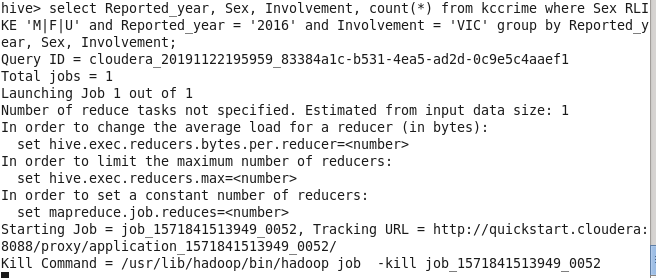 hive> select Reported_year, Sex, Involvement, count(*) from kccrime where Sex RLI
KE 'M|F|U' and Reported_year = '2016' and Involvement = 'VIC' group by Reported_y
ear, Sex, Involvement;
Query ID = cloudera_20191122195959_83384a1c-b531-4ea5-ad2d-0c9e5c4aaef1
Total jobs = 1
Launching Job 1 out of 1
Number of reduce tasks not specified. Estimated from input data size: 1
In order to change the average load for a reducer (in bytes):
  set hive.exec.reducers.bytes.per.reducer=<number>
In order to limit the maximum number of reducers:
  set hive.exec.reducers.max=<number>
In order to set a constant number of reducers:
  set mapreduce.job.reduces=<number>
Starting Job = job_1571841513949_0052, Tracking URL = http://quickstart.cloudera:
8088/proxy/application_1571841513949_0052/
Kill Command = /usr/lib/hadoop/bin/hadoop job  -kill job_1571841513949_0052